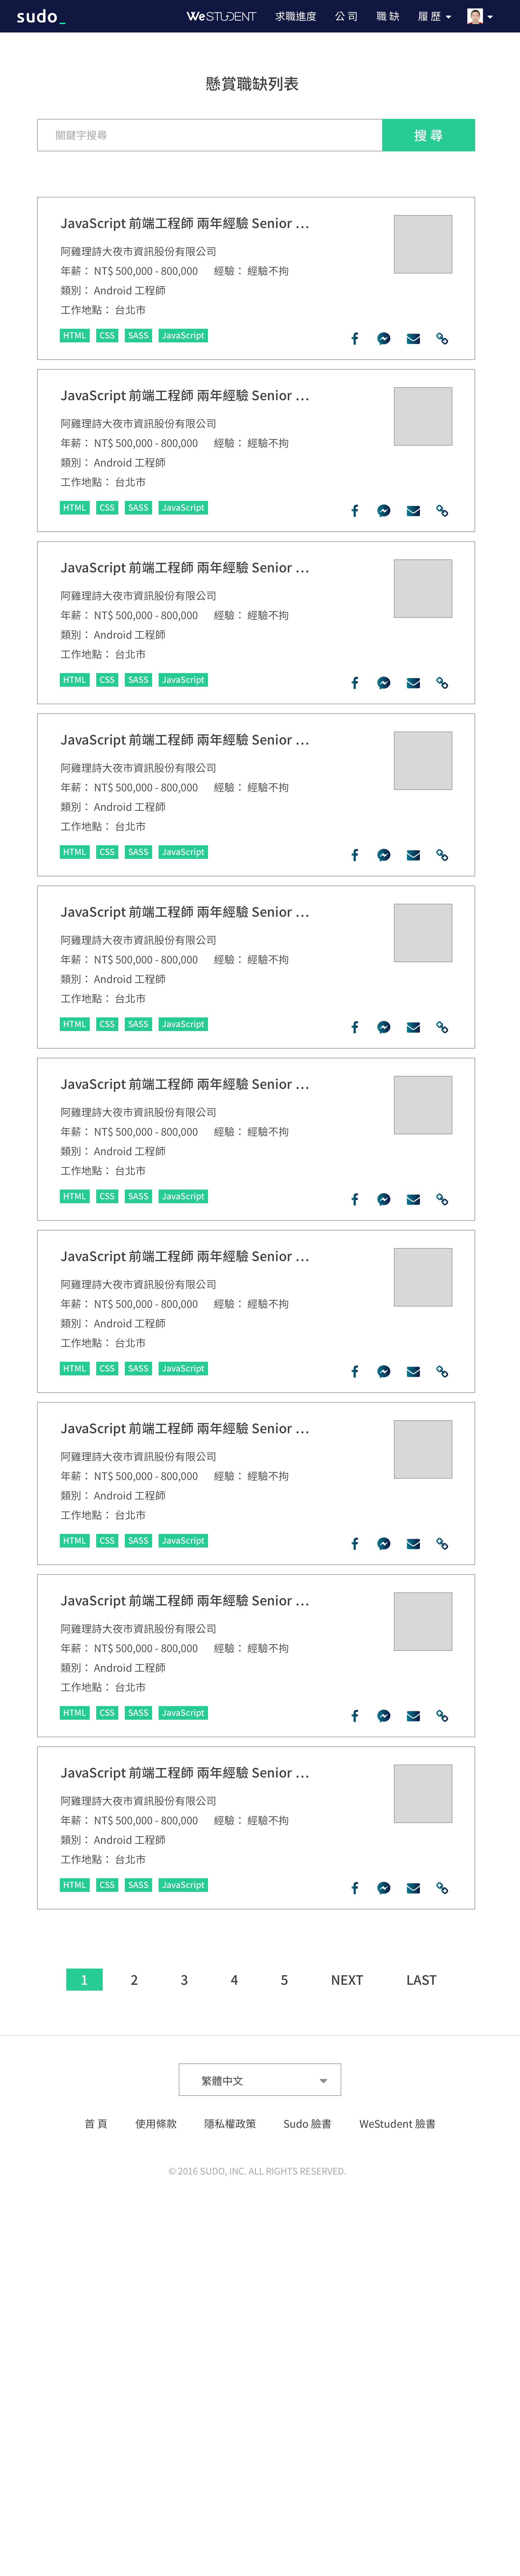 sudo_ WeSTUDENT 求職進度 公司 職缺 履歷
懸賞職缺列表
關鍵字搜尋 搜尋
JavaScript 前端工程師 兩年經驗 Senior ...
阿雞理詩大夜市資訊股份有限公司
年薪： NT$ 500,000 - 800,000 經驗： 經驗不拘
類別： Android 工程師
工作地點： 台北市
HTML CSS SASS JavaScript
JavaScript 前端工程師 兩年經驗 Senior ...
阿雞理詩大夜市資訊股份有限公司
年薪： NT$ 500,000 - 800,000 經驗： 經驗不拘
類別： Android 工程師
工作地點： 台北市
HTML CSS SASS JavaScript
JavaScript 前端工程師 兩年經驗 Senior ...
阿雞理詩大夜市資訊股份有限公司
年薪： NT$ 500,000 - 800,000 經驗： 經驗不拘
類別： Android 工程師
工作地點： 台北市
HTML CSS SASS JavaScript
JavaScript 前端工程師 兩年經驗 Senior ...
阿雞理詩大夜市資訊股份有限公司
年薪： NT$ 500,000 - 800,000 經驗： 經驗不拘
類別： Android 工程師
工作地點： 台北市
HTML CSS SASS JavaScript
JavaScript 前端工程師 兩年經驗 Senior ...
阿雞理詩大夜市資訊股份有限公司
年薪： NT$ 500,000 - 800,000 經驗： 經驗不拘
類別： Android 工程師
工作地點： 台北市
HTML CSS SASS JavaScript
JavaScript 前端工程師 兩年經驗 Senior ...
阿雞理詩大夜市資訊股份有限公司
年薪： NT$ 500,000 - 800,000 經驗： 經驗不拘
類別： Android 工程師
工作地點： 台北市
HTML CSS SASS JavaScript
JavaScript 前端工程師 兩年經驗 Senior ...
阿雞理詩大夜市資訊股份有限公司
年薪： NT$ 500,000 - 800,000 經驗： 經驗不拘
類別： Android 工程師
工作地點： 台北市
HTML CSS SASS JavaScript
JavaScript 前端工程師 兩年經驗 Senior ...
阿雞理詩大夜市資訊股份有限公司
年薪： NT$ 500,000 - 800,000 經驗： 經驗不拘
類別： Android 工程師
工作地點： 台北市
HTML CSS SASS JavaScript
JavaScript 前端工程師 兩年經驗 Senior ...
阿雞理詩大夜市資訊股份有限公司
年薪： NT$ 500,000 - 800,000 經驗： 經驗不拘
類別： Android 工程師
工作地點： 台北市
HTML CSS SASS JavaScript
JavaScript 前端工程師 兩年經驗 Senior ...
阿雞理詩大夜市資訊股份有限公司
年薪： NT$ 500,000 - 800,000 經驗： 經驗不拘
類別： Android 工程師
工作地點： 台北市
HTML CSS SASS JavaScript
1 2 3 4 5 NEXT LAST
繁體中文
首頁 使用條款 隱私權政策 Sudo 臉書 WeStudent 臉書
© 2016 SUDO, INC. ALL RIGHTS RESERVED.